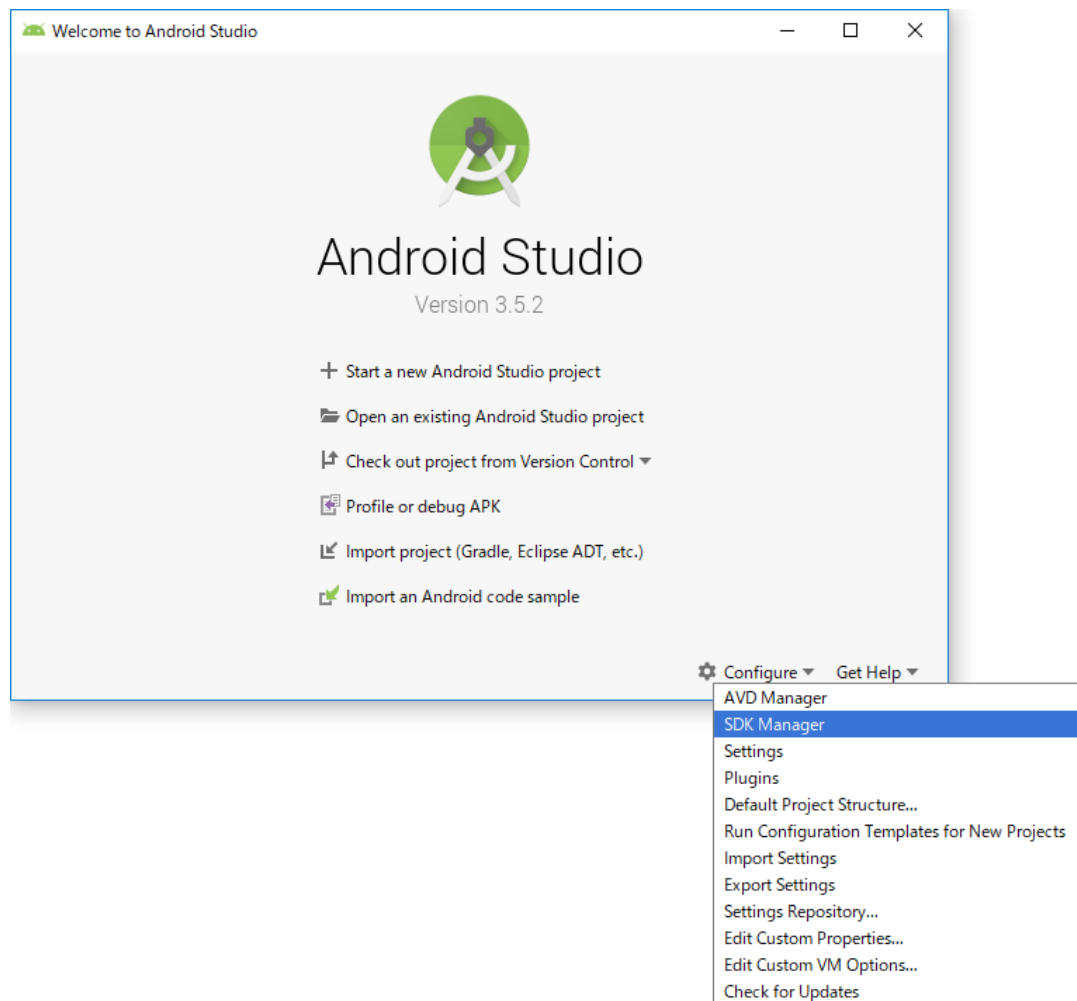 Welcome to Android Studio
Android Studio
Version 3.5.2
Start a new Android Studio project
Open an existing Android Studio project
Check out project from Version Control
Profile or debug APK
Import project (Gradle, Eclipse ADT, etc.)
Import an Android code sample
Configure Get Help
AVD Manager
SDK Manager
Settings
Plugins
Default Project Structure...
Run Configuration Templates for New Projects
Import Settings
Export Settings
Settings Repository...
Edit Custom Properties...
Edit Custom VM Options...
Check for Updates